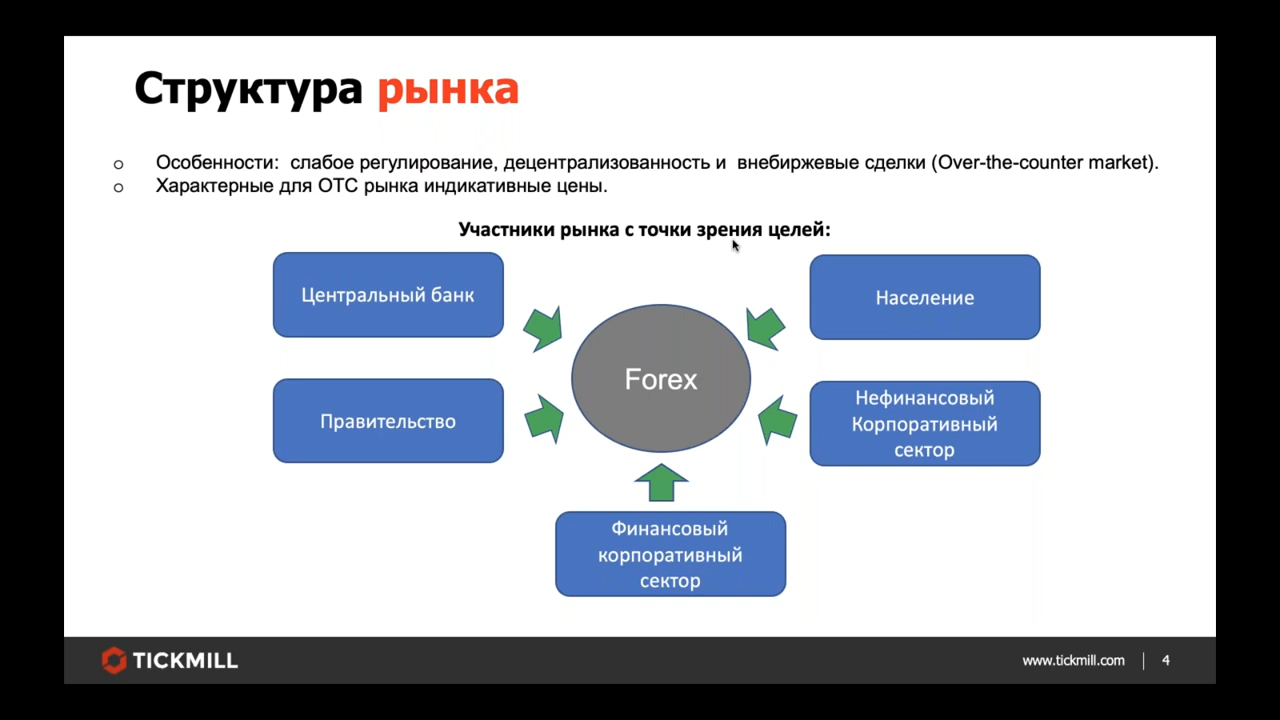 Структура рынка
o Особенности: слабое регулирование, децентрализованность и внебиржевые сделки (Over-the-counter market).
o Характерные для ОТС рынка индикативные цены.
Участники рынка с точки зрения целей:
Центральный банк
Население
Forex
Правительство
Нефинансовый
Корпоративный
сектор
Финансовый
корпоративный
сектор
TICKMILL
www.tickmill.com | 4